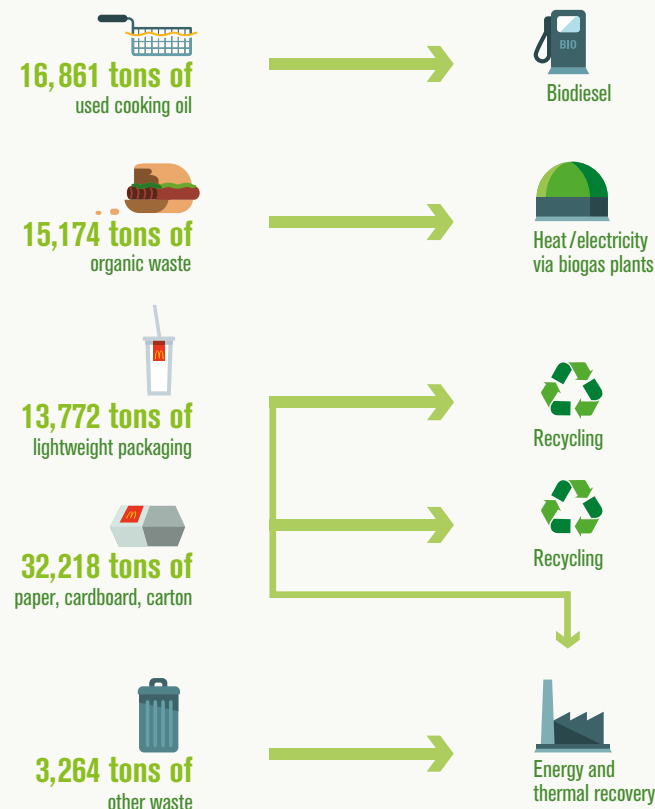 16,861 tons of
used cooking oil
BIO
Biodiesel
15,174 tons of
organic waste
Heat/electricity
via biogas plants
13,772 tons of
lightweight packaging
Recycling
32,218 tons of
paper, cardboard, carton
Recycling
3,264 tons of
other waste
Energy and
thermal recovery